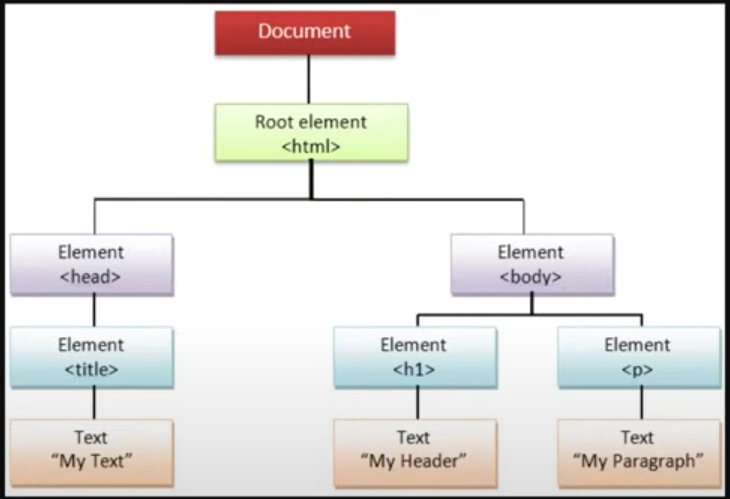 Document
Root element
<html>
Element
<head>
Element
<body>
Element
<title>
Element
<h1>
Element
<p>
Text
“My Text”
Text
“My Header”
Text
“My Paragraph”